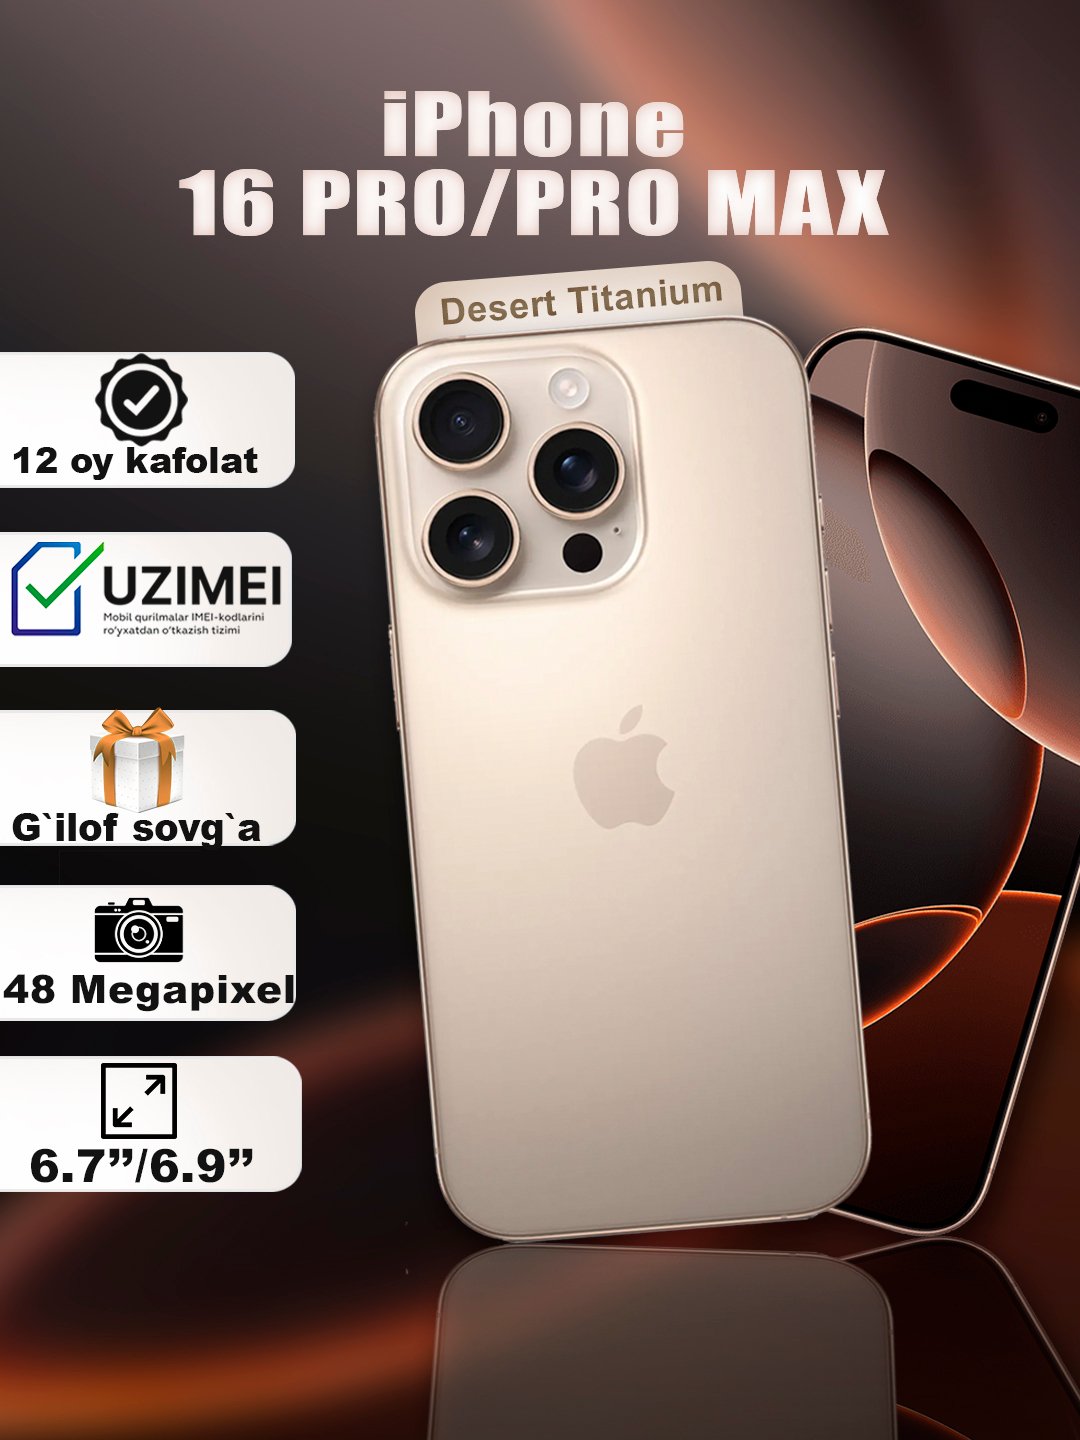 iPhone
16 PRO/PRO MAX
Desert Titanium
12 oy kafolat
UZIMEI
Mobil qurilmalar IMEI-kodlarini
ro‘yxatdan o‘tkazish tizimi
G`ilof sovg`a
48 Megapixel
6.7”/6.9”